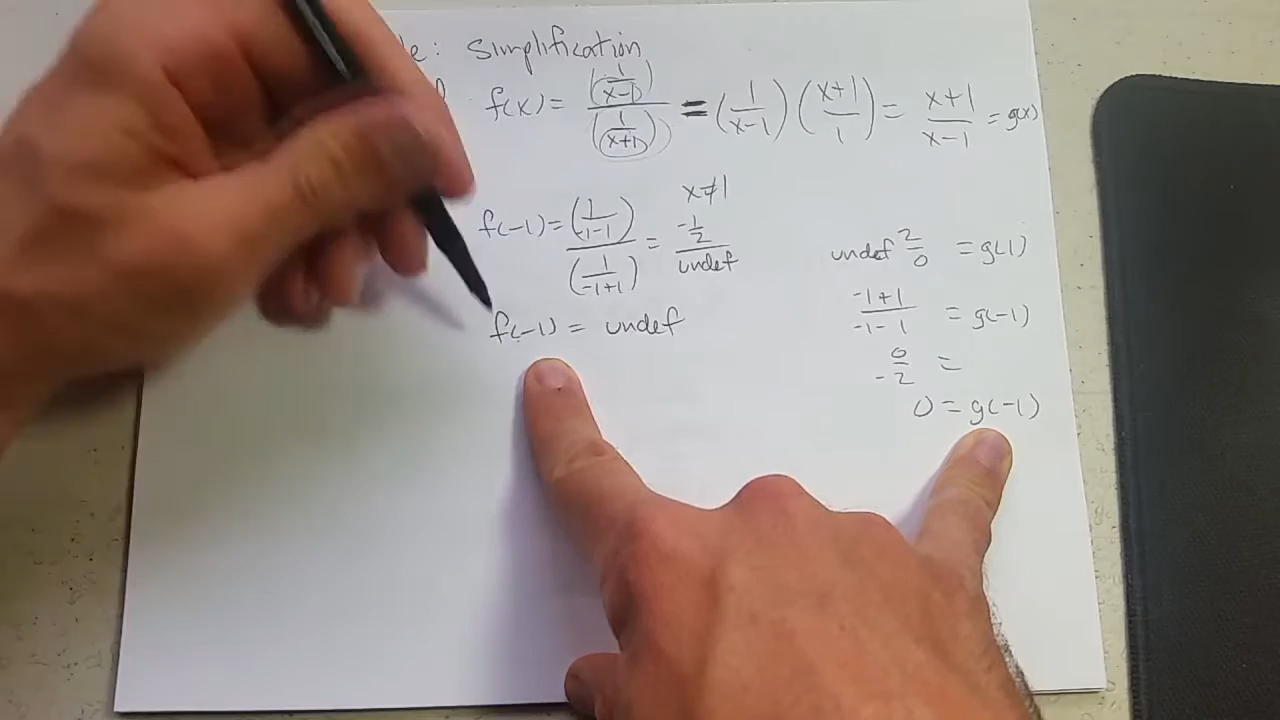 : Simplification
f(x) = (1/(x-1)) / (1/(x+1)) = (1/(x-1)) ((x+1)/1) = (x+1)/(x-1) = g(x)
x≠1
f(-1) = (1/(-1-1)) / (1/(-1+1)) = (-1/2)/undef
undef 2/0 = g(1)
(-1+1)/(-1-1) = g(-1)
f(-1) = undef
0/-2 =
0 = g(-1)